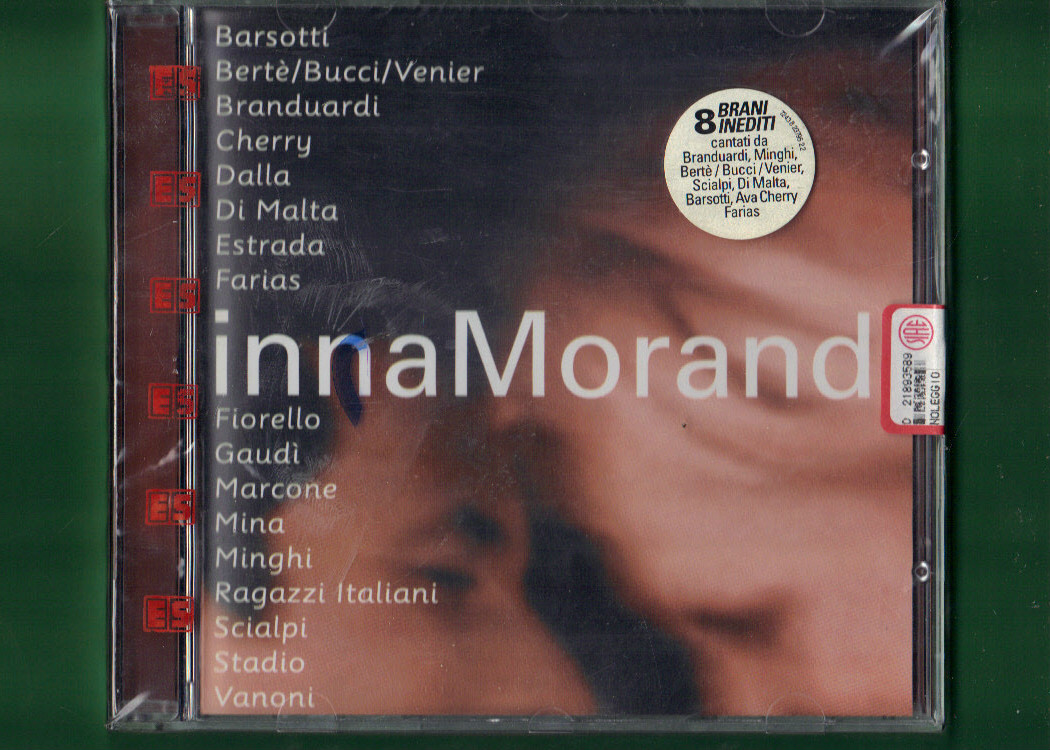 Barsotti
Bertè/Bucci/Venier
Branduardi
Cherry
Dalla
Di Malta
Estrada
Farias
innaMorand
Fiorello
Gaudì
Marcone
Mina
Minghi
Ragazzi Italiani
Scialpi
Stadio
Vanoni
8 BRANI
INEDITI
cantati da
Branduardi, Minghi,
Bertè / Bucci / Venier,
Scialpi, Di Malta,
Barsotti, Ava Cherry
Farias
SIAE
D 21893589
NOLEGGIO
ES
ES
ES
ES
ES
ES